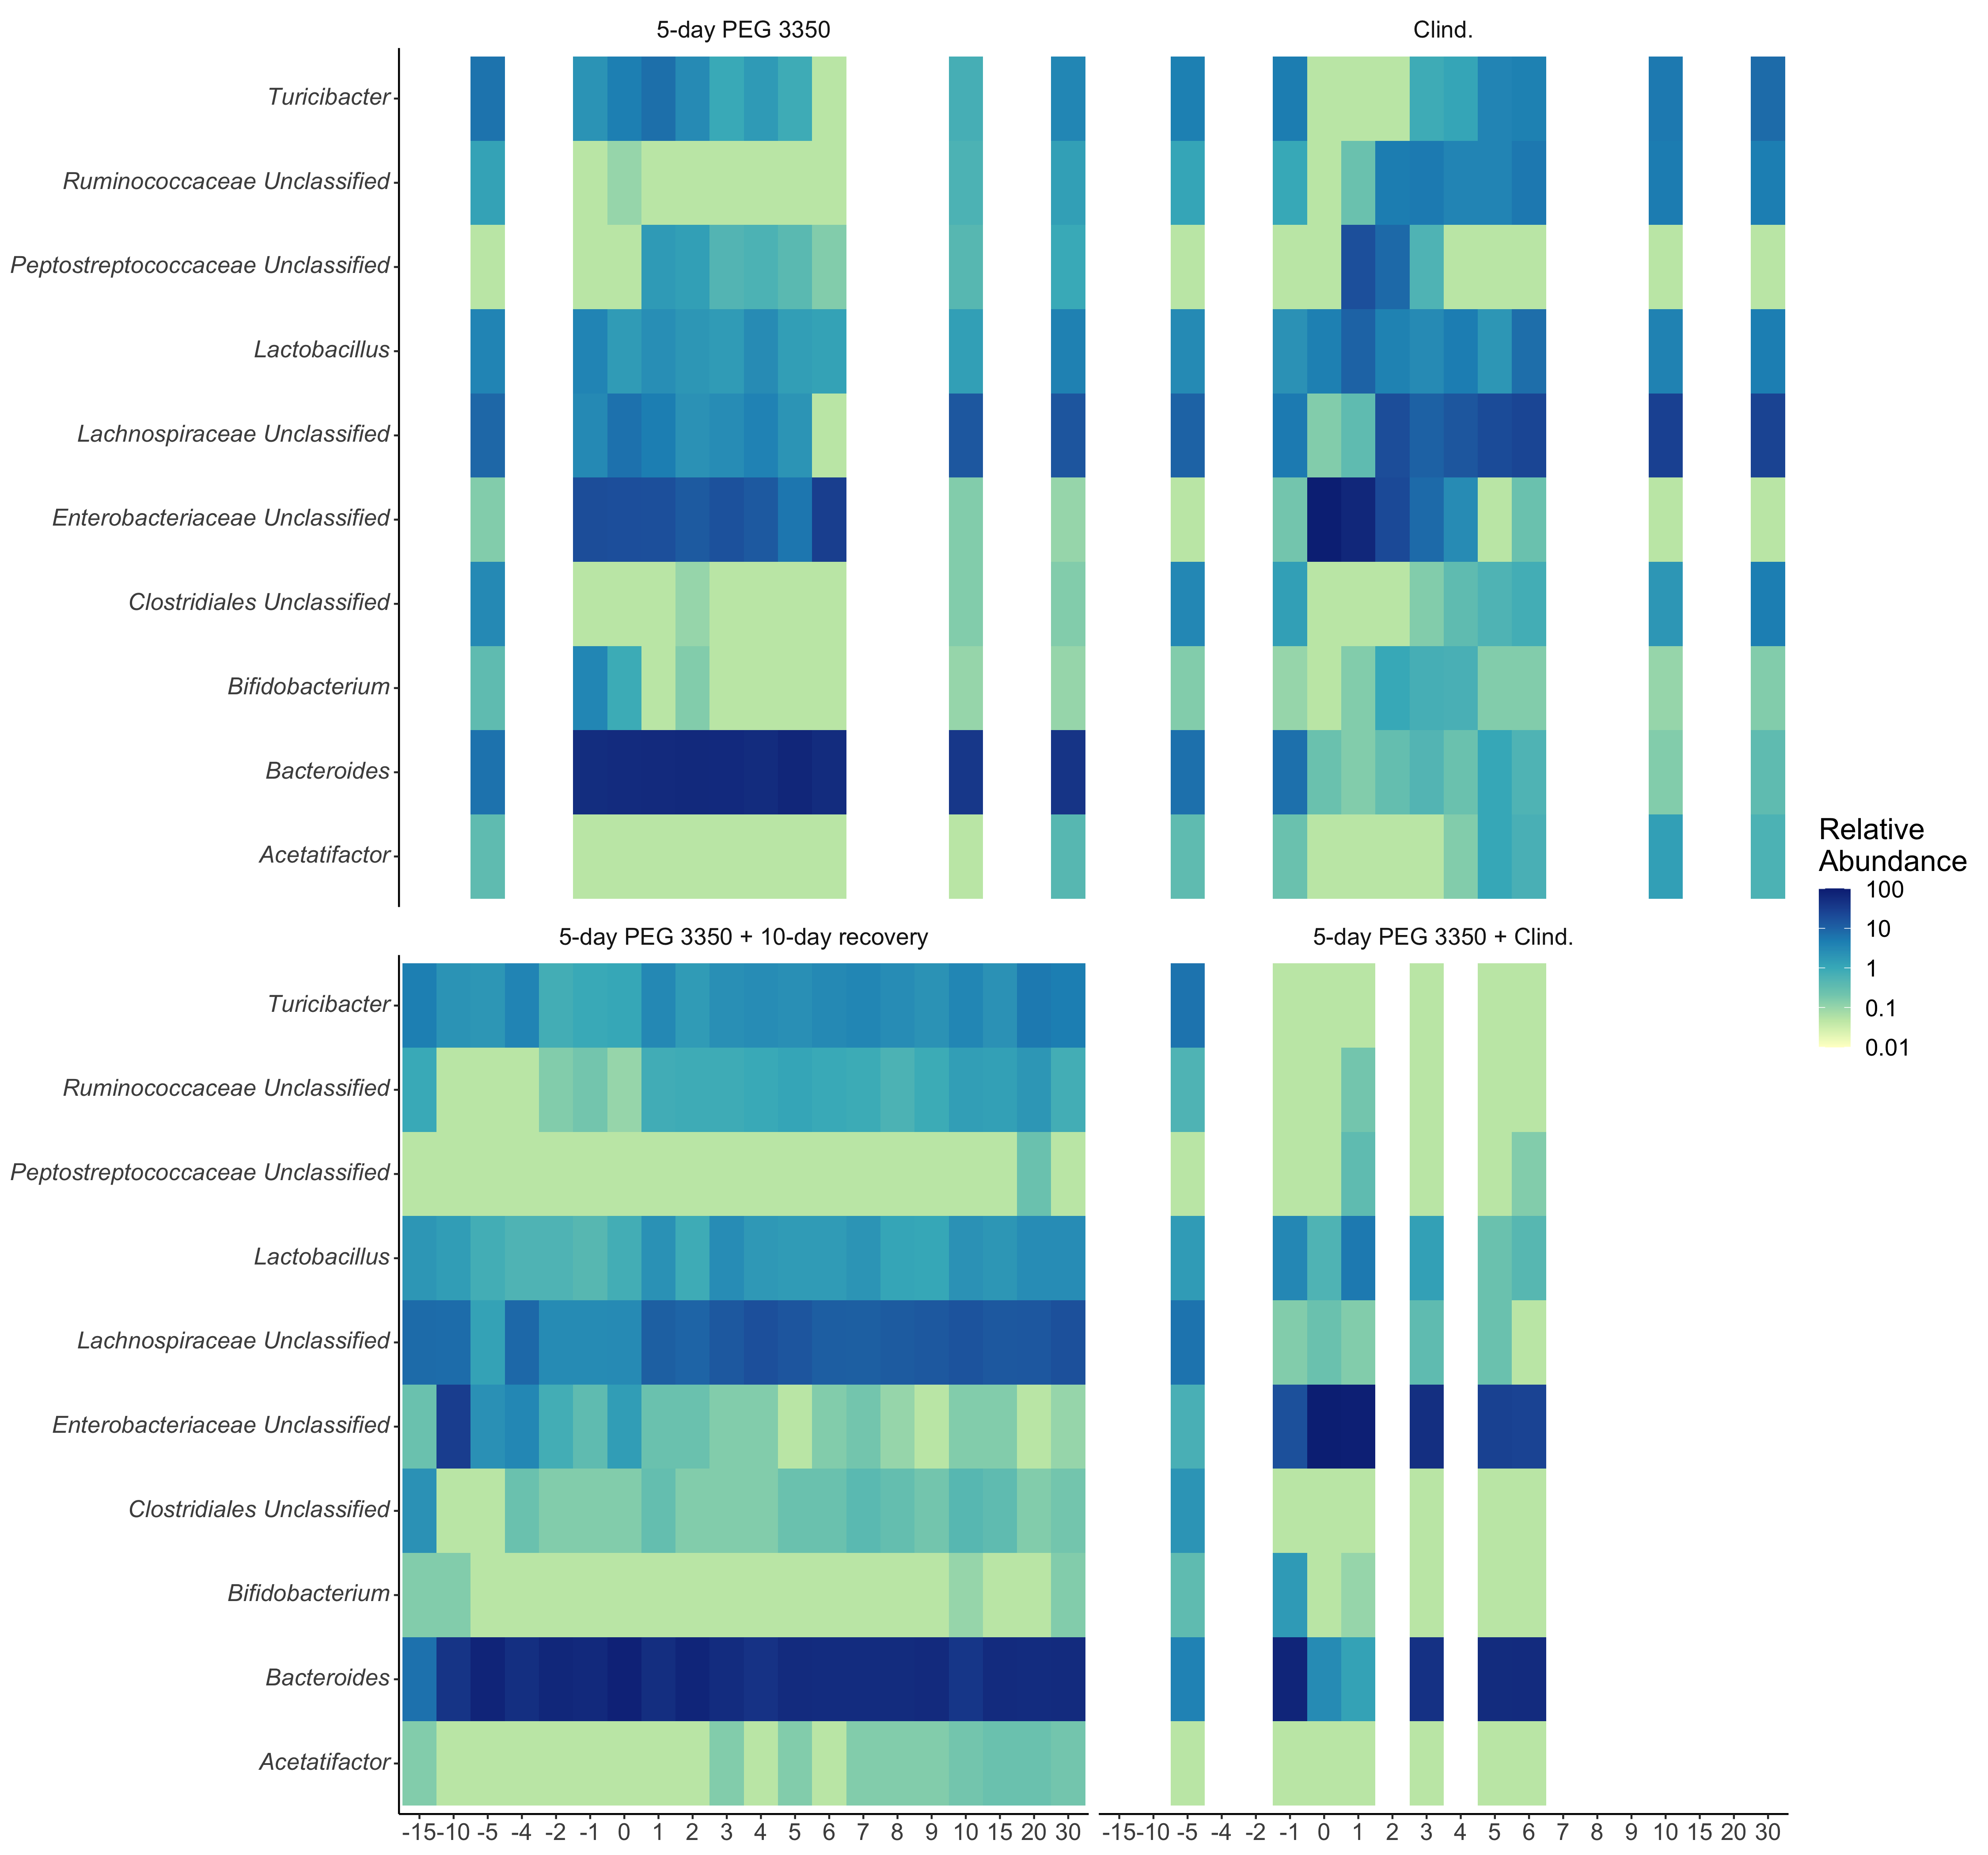 5-day PEG 3350
Clind.
Turicibacter
Ruminococcaceae Unclassified
Peptostreptococcaceae Unclassified
Lactobacillus
Lachnospiraceae Unclassified
Enterobacteriaceae Unclassified
Clostridiales Unclassified
Bifidobacterium
Bacteroides
Acetatifactor
Relative
Abundance
100
10
1
0.1
0.01
5-day PEG 3350 + 10-day recovery
5-day PEG 3350 + Clind.
Turicibacter
Ruminococcaceae Unclassified
Peptostreptococcaceae Unclassified
Lactobacillus
Lachnospiraceae Unclassified
Enterobacteriaceae Unclassified
Clostridiales Unclassified
Bifidobacterium
Bacteroides
Acetatifactor
-15 -10 -5 -4 -2 -1 0 1 2 3 4 5 6 7 8 9 10 15 20 30
-15 -10 -5 -4 -2 -1 0 1 2 3 4 5 6 7 8 9 10 15 20 30